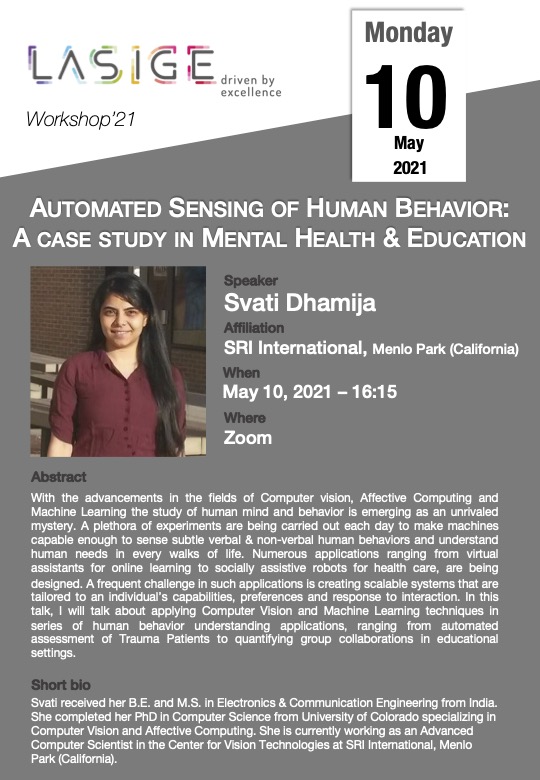 LASIGE
driven by
excellence
Workshop'21
Monday
10
May
2021
AUTOMATED SENSING OF HUMAN BEHAVIOR:
A CASE STUDY IN MENTAL HEALTH & EDUCATION
Speaker
Svati Dhamija
Affiliation
SRI International, Menlo Park (California)
When
May 10, 2021 – 16:15
Where
Zoom
Abstract
With the advancements in the fields of Computer vision, Affective Computing and
Machine Learning the study of human mind and behavior is emerging as an unrivaled
mystery. A plethora of experiments are being carried out each day to make machines
capable enough to sense subtle verbal & non-verbal human behaviors and understand
human needs in every walks of life. Numerous applications ranging from virtual
assistants for online learning to socially assistive robots for health care, are being
designed. A frequent challenge in such applications is creating scalable systems that are
tailored to an individual's capabilities, preferences and response to interaction. In this
talk, I will talk about applying Computer Vision and Machine Learning techniques in
series of human behavior understanding applications, ranging from automated
assessment of Trauma Patients to quantifying group collaborations in educational
settings.
Short bio
Svati received her B.E. and M.S. in Electronics & Communication Engineering from India.
She completed her PhD in Computer Science from University of Colorado specializing in
Computer Vision and Affective Computing. She is currently working as an Advanced
Computer Scientist in the Center for Vision Technologies at SRI International, Menlo
Park (California).